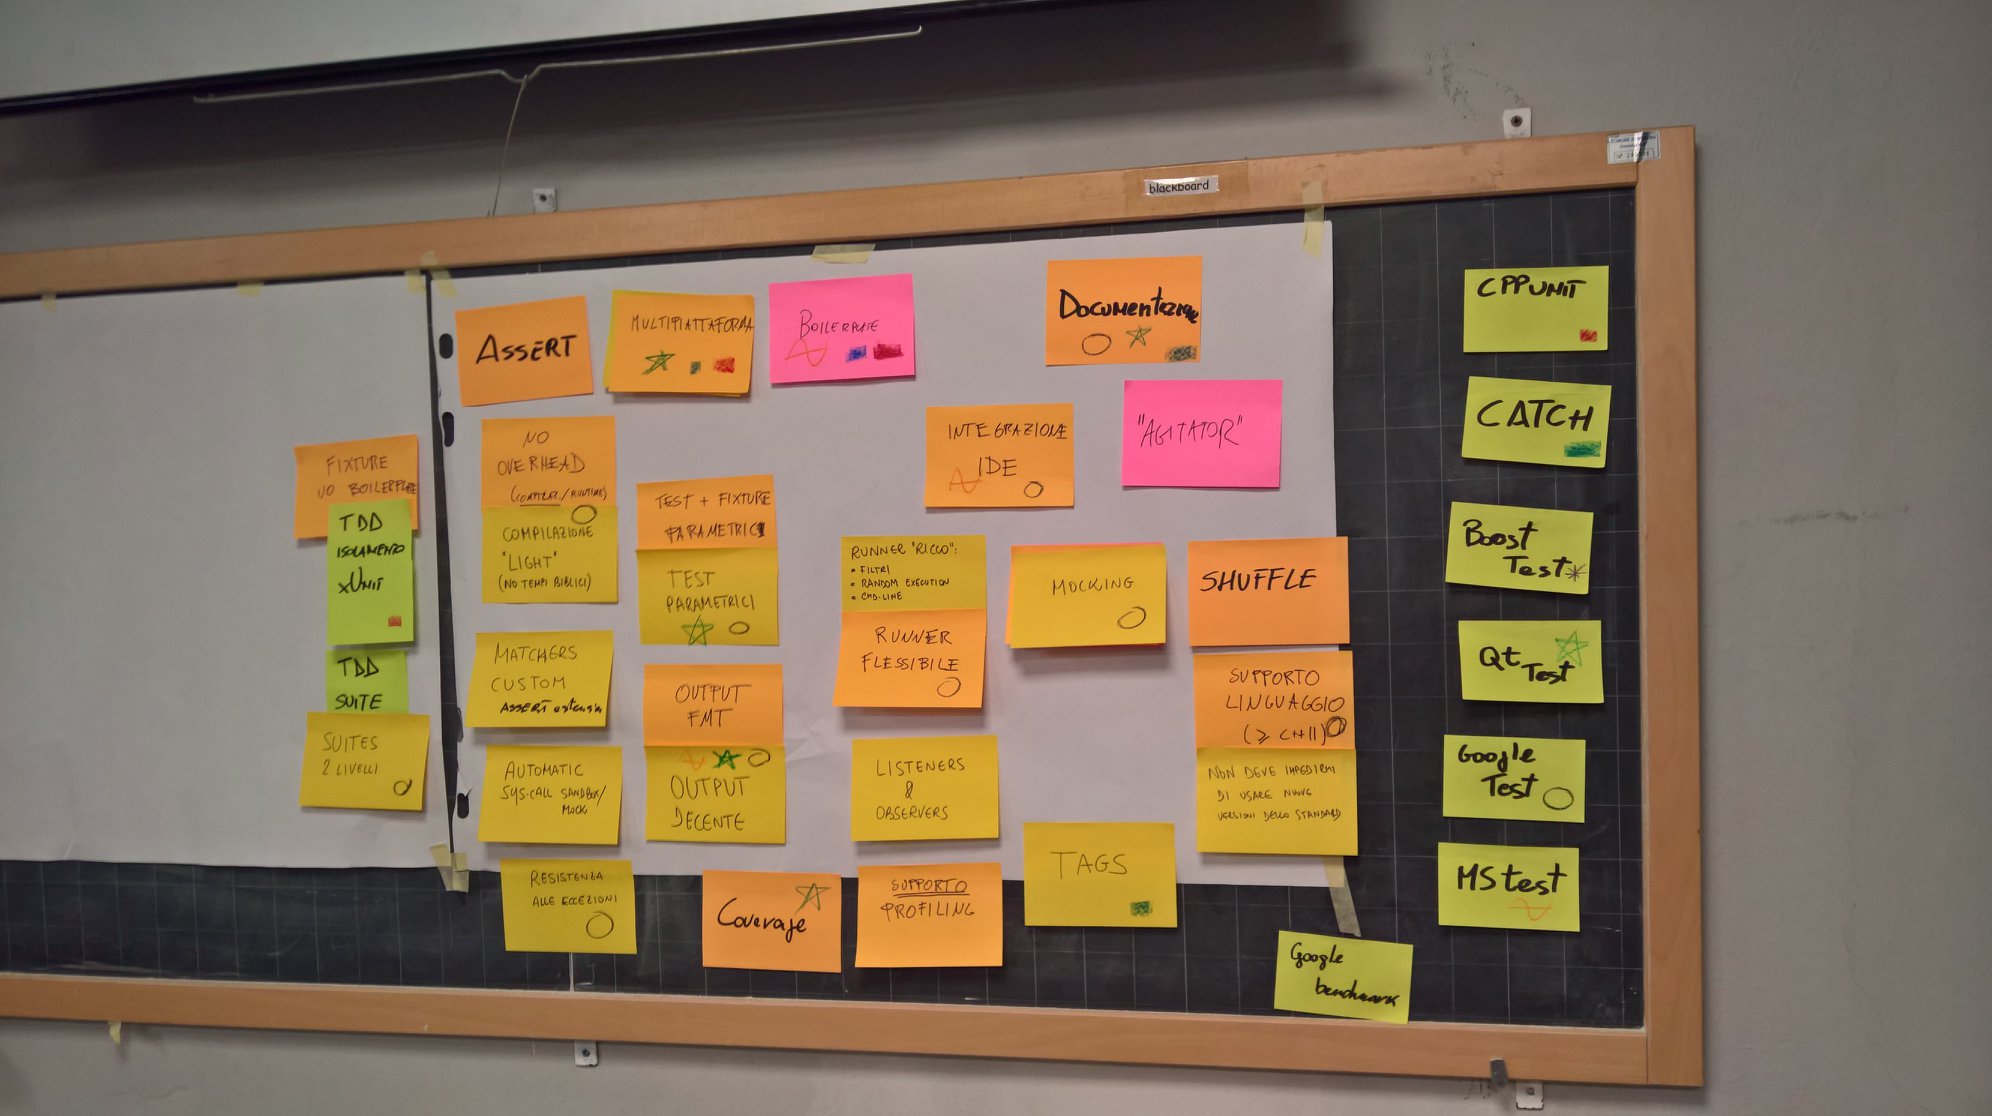 blackboard
ASSERT
MULTIPIATTAFORMA
BOILERPLATE
DOCUMENTAZIONE
CPPUNIT
"AGITATOR"
CATCH
INTEGRAZIONE
IDE
FIXTURE
NO BOILERPLATE
TDD
ISOLAMENTO
xUnit
TDD
SUITE
SUITES
2 LIVELLI
NO
OVERHEAD
(COMPILAZ./RUNTIME)
COMPILAZIONE
"LIGHT"
(NO TEMPI BIBLICI)
MATCHERS
CUSTOM
ASSERT
AUTOMATIC
SYS-CALL SANDBOX/
MOCK
RESISTENZA
ALLE ECCEZIONI
TEST + FIXTURE
PARAMETRICI
TEST
PARAMETRICI
OUTPUT
FMT
OUTPUT
DECENTE
Coverage
RUNNER "RICCO":
• FILTRI
• RANDOM EXECUTION
• CMD-LINE
RUNNER
FLESSIBILE
LISTENERS
&
OBSERVERS
SUPPORTO
PROFILING
MOCKING
TAGS
SHUFFLE
SUPPORTO
LINGUAGGIO
(≥ C++11)
NON DEVE IMPEDIRMI
DI USARE NUOVE
VERSIONI DELLO STANDARD
Boost
Test
Qt
Test
Google
Test
MStest
Google
benchmark